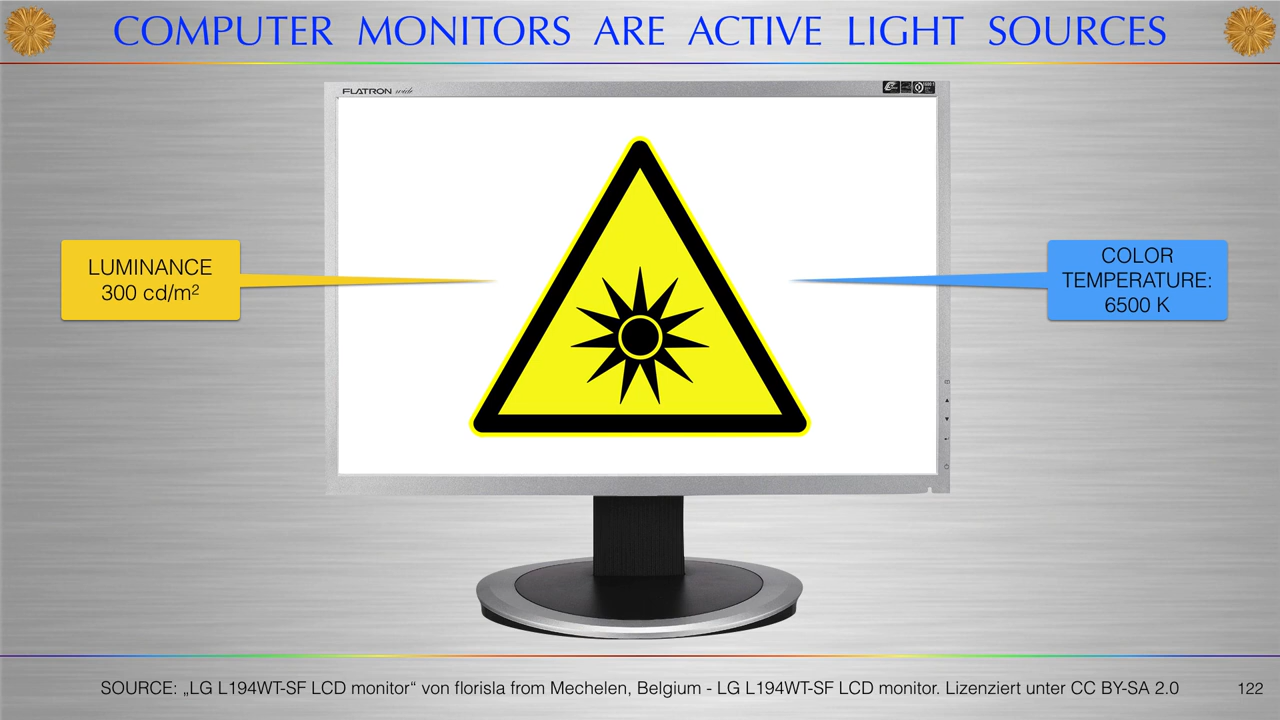 COMPUTER MONITORS ARE ACTIVE LIGHT SOURCES
FLATRON wide
LUMINANCE
300 cd/m²
COLOR
TEMPERATURE:
6500 K
SOURCE: „LG L194WT-SF LCD monitor“ von florisla from Mechelen, Belgium - LG L194WT-SF LCD monitor. Lizenziert unter CC BY-SA 2.0
122